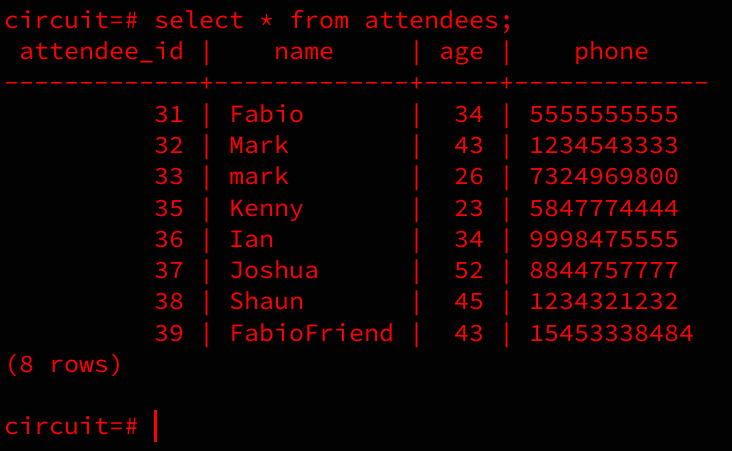 circuit=# select * from attendees;
 attendee_id |    name     | age |    phone
-------------+-------------+-----+-------------
          31 | Fabio       |  34 | 5555555555
          32 | Mark        |  43 | 1234543333
          33 | mark        |  26 | 7324969800
          35 | Kenny       |  23 | 5847774444
          36 | Ian         |  34 | 9998475555
          37 | Joshua      |  52 | 8844757777
          38 | Shaun       |  45 | 1234321232
          39 | FabioFriend |  43 | 15453338484
(8 rows)

circuit=#